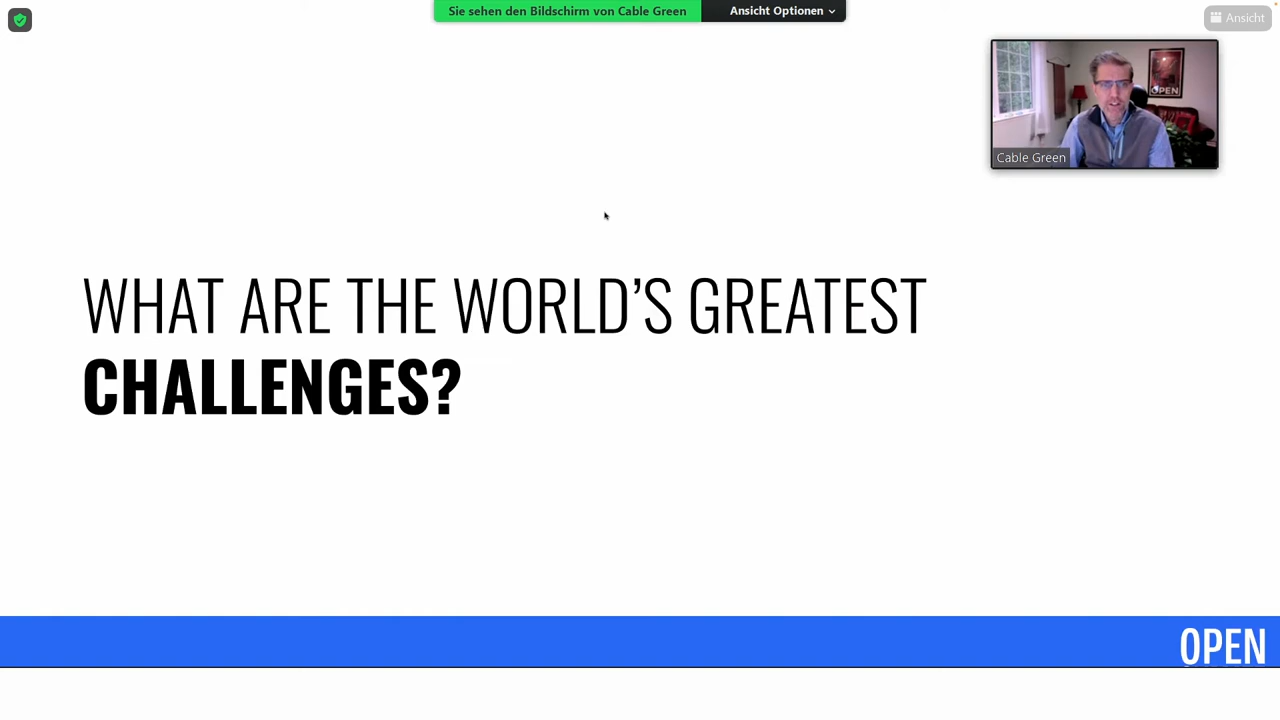 Sie sehen den Bildschirm von Cable Green
Ansicht Optionen
Ansicht
OPEN
Cable Green
WHAT ARE THE WORLD’S GREATEST
CHALLENGES?
OPEN